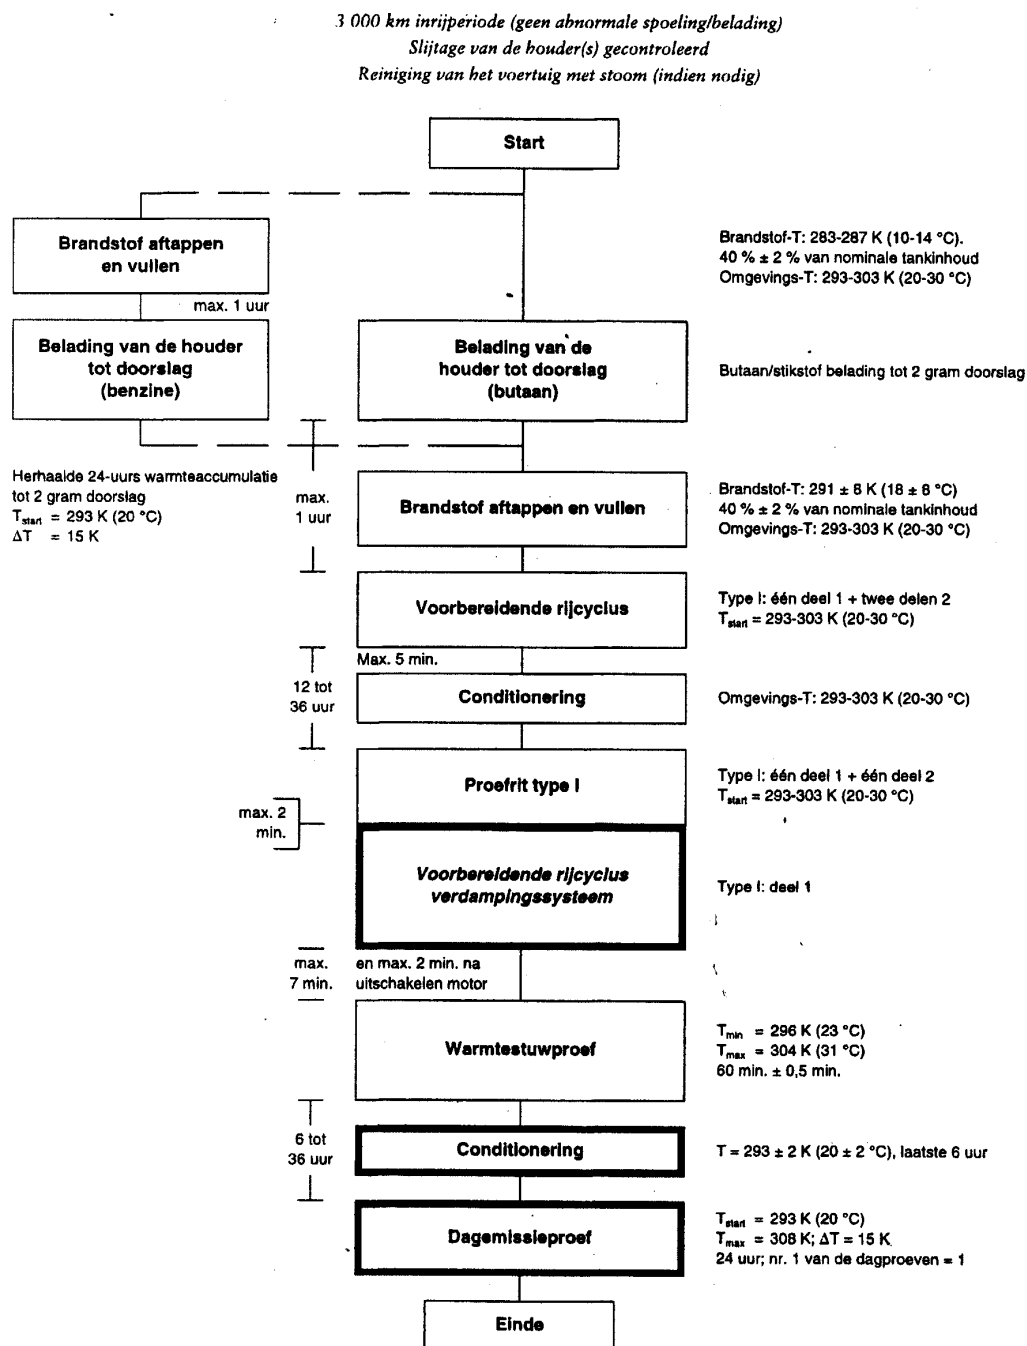 3 000 km inrijperiode (geen abnormale spoeling/belading)
Slijtage van de houder(s) gecontroleerd
Reiniging van het voertuig met stoom (indien nodig)
Start
Brandstof aftappen
en vullen
Brandstof-T: 283-287 K (10-14 °C).
40 % ± 2 % van nominale tankinhoud
Omgevings-T: 293-303 K (20-30 °C)
max. 1 uur
Belading van de houder
tot doorslag
(benzine)
Belading van de
houder tot doorslag
(butaan)
Butaan/stikstof belading tot 2 gram doorslag
Herhaalde 24-uurs warmteaccumulatie
tot 2 gram doorslag
Tstart = 293 K (20 °C)
ΔT = 15 K
max.
1 uur
Brandstof aftappen en vullen
Brandstof-T: 291 ± 8 K (18 ± 8 °C)
40 % ± 2 % van nominale tankinhoud
Omgevings-T: 293-303 K (20-30 °C)
Voorbereidende rijcyclus
Type I: één deel 1 + twee delen 2
Tstart = 293-303 K (20-30 °C)
Max. 5 min.
12 tot
36 uur
Conditionering
Omgevings-T: 293-303 K (20-30 °C)
Proefrit type I
Type I: één deel 1 + één deel 2
Tstart = 293-303 K (20-30 °C)
max. 2
min.
Voorbereidende rijcyclus
verdampingssysteem
Type I: deel 1
max.
7 min.
en max. 2 min. na
uitschakelen motor
Warmtestuwproef
Tmin = 296 K (23 °C)
Tmax = 304 K (31 °C)
60 min. ± 0,5 min.
6 tot
36 uur
Conditionering
T = 293 ± 2 K (20 ± 2 °C), laatste 6 uur
Dagemissieproef
Tstart = 293 K (20 °C)
Tmax = 308 K; ΔT = 15 K
24 uur; nr. 1 van de dagproeven = 1
Einde